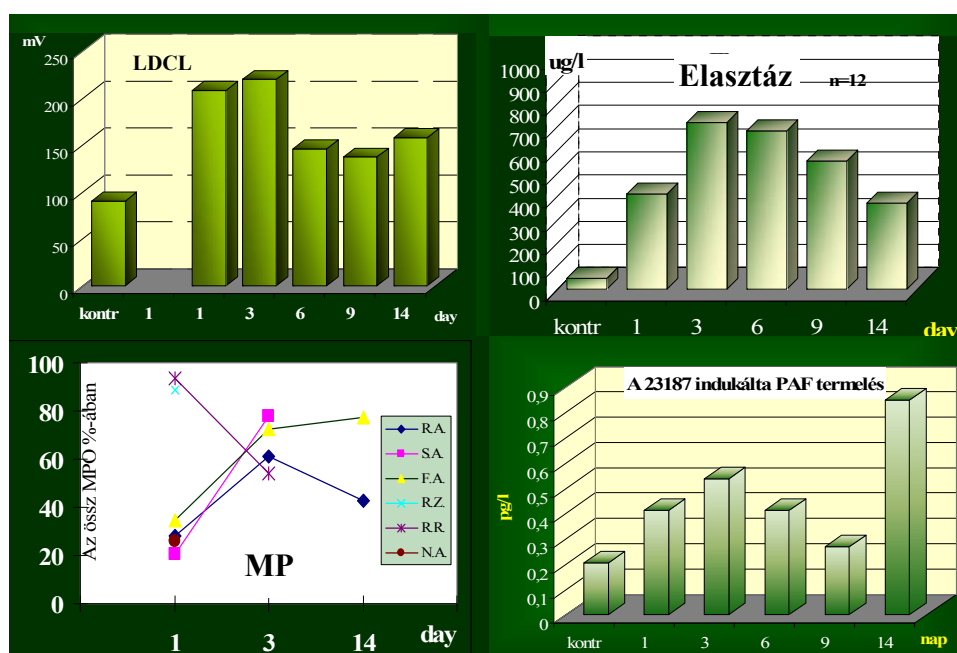 mV
LDCL
250
200
150
100
50
0
kontr 1 1 3 6 9 14 day
ug/l
Elasztáz n=12
1000
900
800
700
600
500
400
300
200
100
0
kontr 1 3 6 9 14 day
Az össz MPO %-ában
100
80
60
40
20
0
R.A.
S.A.
F.A.
R.Z.
R.R.
N.A.
MP
1 3 14 day
A 23187 indukálta PAF termelés
pg/l
0,9
0,8
0,7
0,6
0,5
0,4
0,3
0,2
0,1
0
kontr 1 3 6 9 14 nap